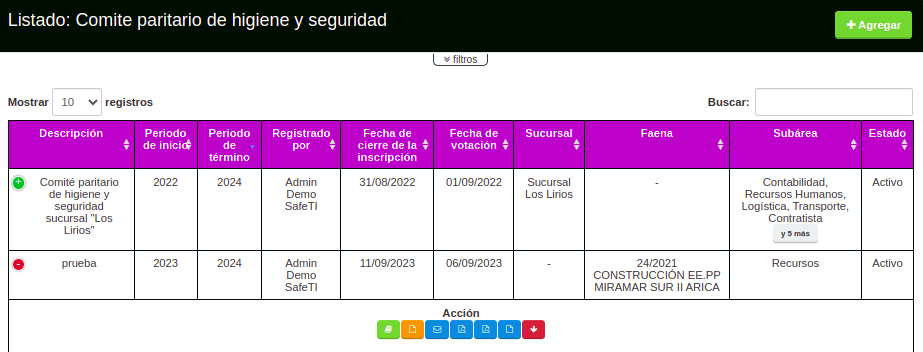 Listado: Comite paritario de higiene y seguridad
Agregar
filtros
Mostrar 10 registros
Buscar:
Descripción
Periodo de inicio
Periodo de término
Registrado por
Fecha de cierre de la inscripción
Fecha de votación
Sucursal
Faena
Subárea
Estado
Comité paritario
de higiene y
seguridad
sucursal "Los
Lirios"
2022
2024
Admin
Demo
SafeTI
31/08/2022
01/09/2022
Sucursal
Los Lirios
-
Contabilidad,
Recursos Humanos,
Logística, Transporte,
Contratista
y 5 más
Activo
prueba
2023
2024
Admin
Demo
SafeTI
11/09/2023
06/09/2023
-
24/2021
CONSTRUCCIÓN EE.PP
MIRAMAR SUR II ARICA
Recursos
Activo
Acción